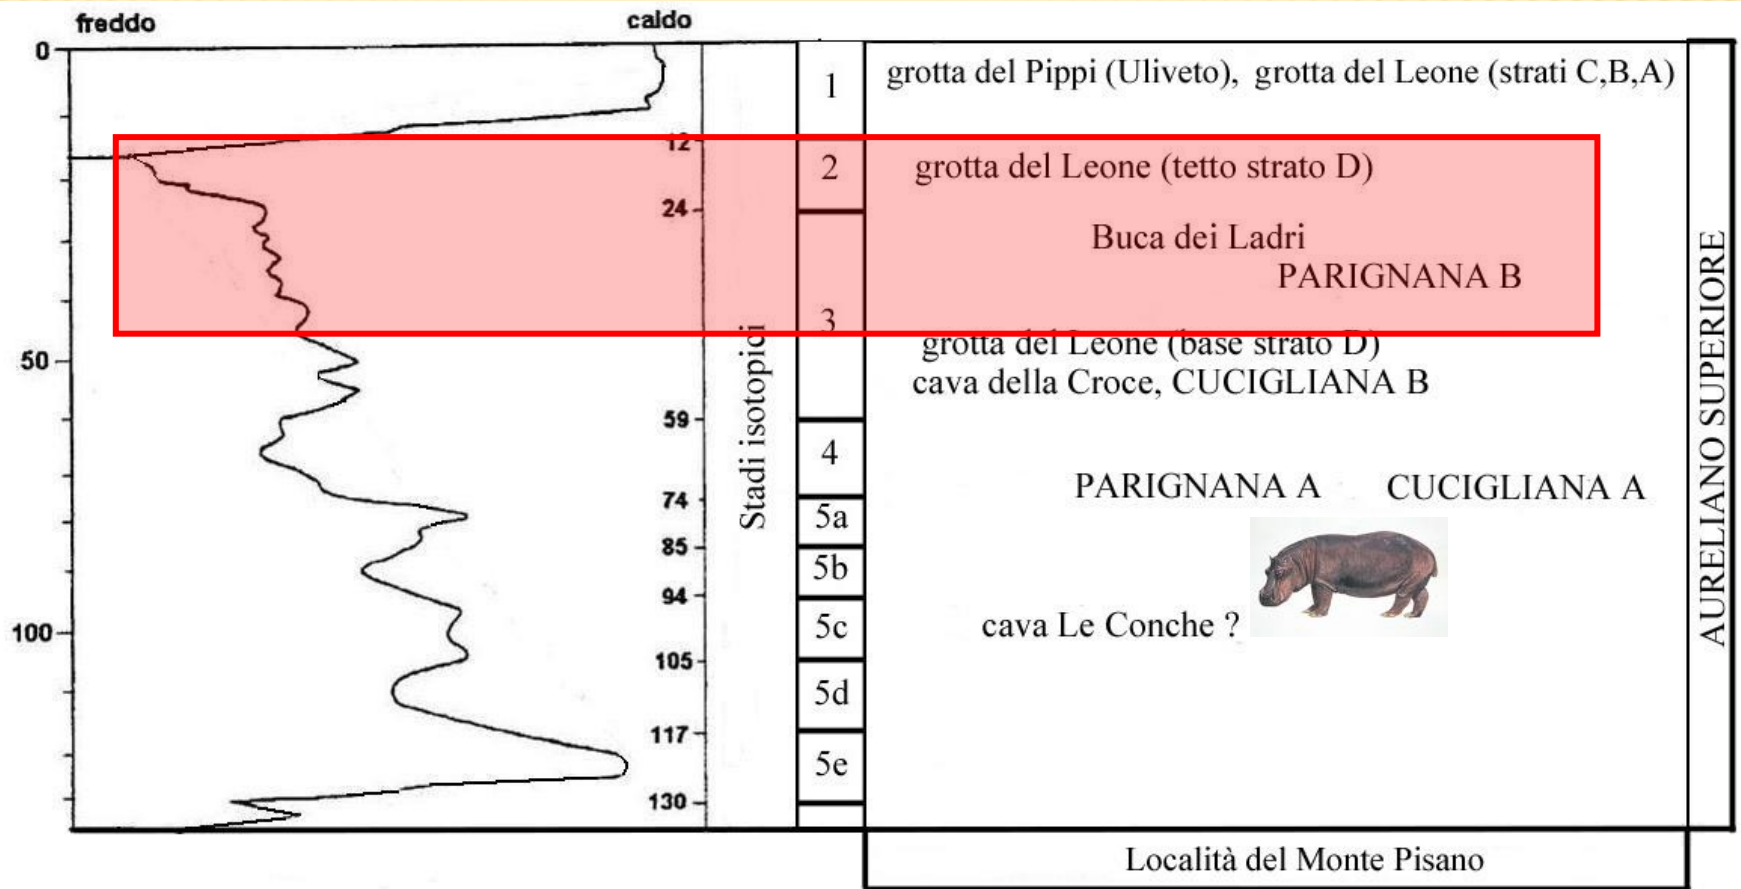 freddo caldo
0
1 grotta del Pippi (Uliveto), grotta del Leone (strati C,B,A)
12
2 grotta del Leone (tetto strato D)
24
Buca dei Ladri
PARIGNANA B
3
grotta del Leone (base strato D)
50
cava della Croce, CUCIGLIANA B
59
4
PARIGNANA A CUCIGLIANA A
74
5a
85
5b
94
5c cava Le Conche ?
100
105
5d
117
5e
130
Stadi isotopici
AURELIANO SUPERIORE
Località del Monte Pisano